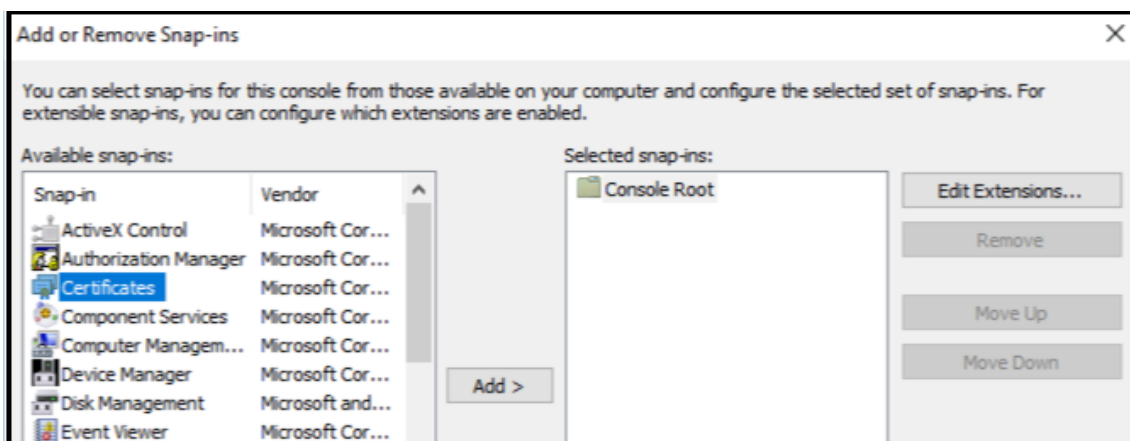 Add or Remove Snap-ins
You can select snap-ins for this console from those available on your computer and configure the selected set of snap-ins. For
extensible snap-ins, you can configure which extensions are enabled.
Available snap-ins:
Snap-in Vendor
ActiveX Control Microsoft Cor...
Authorization Manager Microsoft Cor...
Certificates Microsoft Cor...
Component Services Microsoft Cor...
Computer Managem... Microsoft Cor...
Device Manager Microsoft Cor...
Disk Management Microsoft and...
Event Viewer Microsoft Cor...
Add >
Selected snap-ins:
Console Root
Edit Extensions...
Remove
Move Up
Move Down